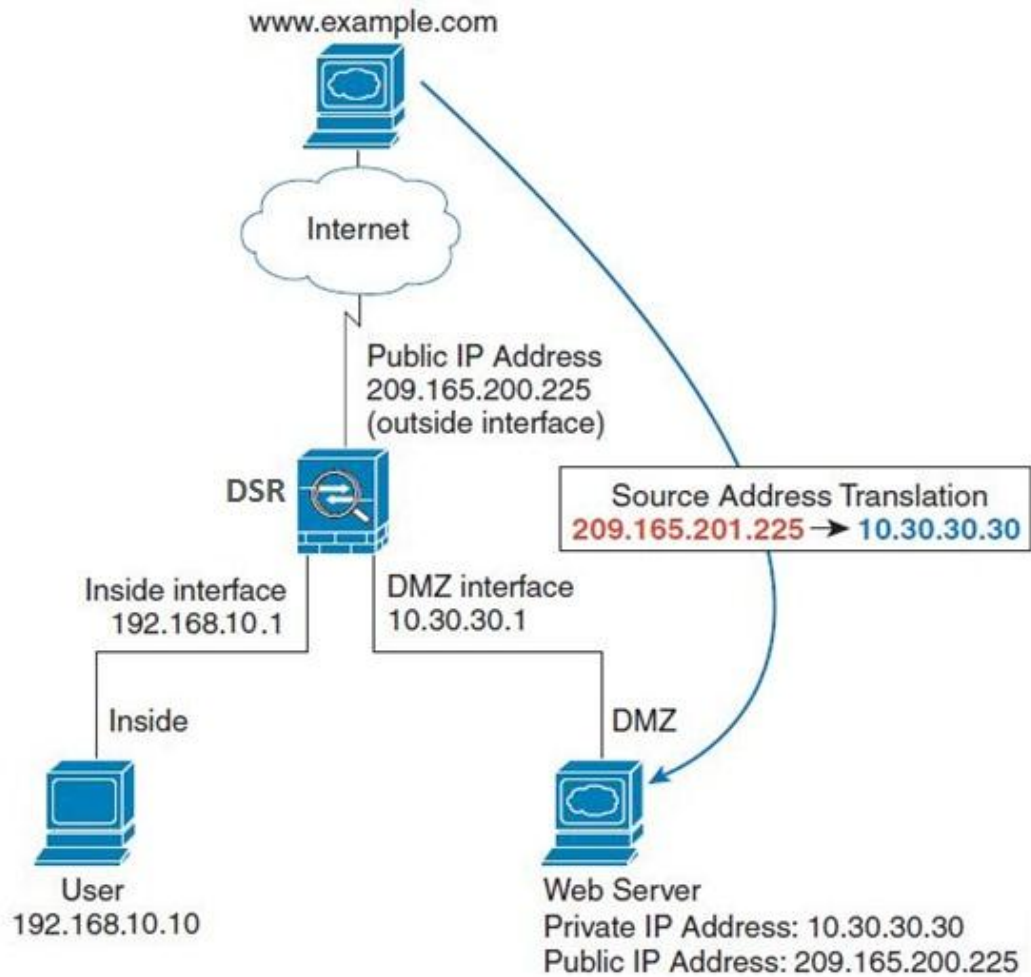 www.example.com
Internet
Public IP Address
209.165.200.225
(outside interface)
DSR
Source Address Translation
209.165.201.225 → 10.30.30.30
Inside interface
192.168.10.1
DMZ interface
10.30.30.1
Inside
DMZ
User
192.168.10.10
Web Server
Private IP Address: 10.30.30.30
Public IP Address: 209.165.200.225